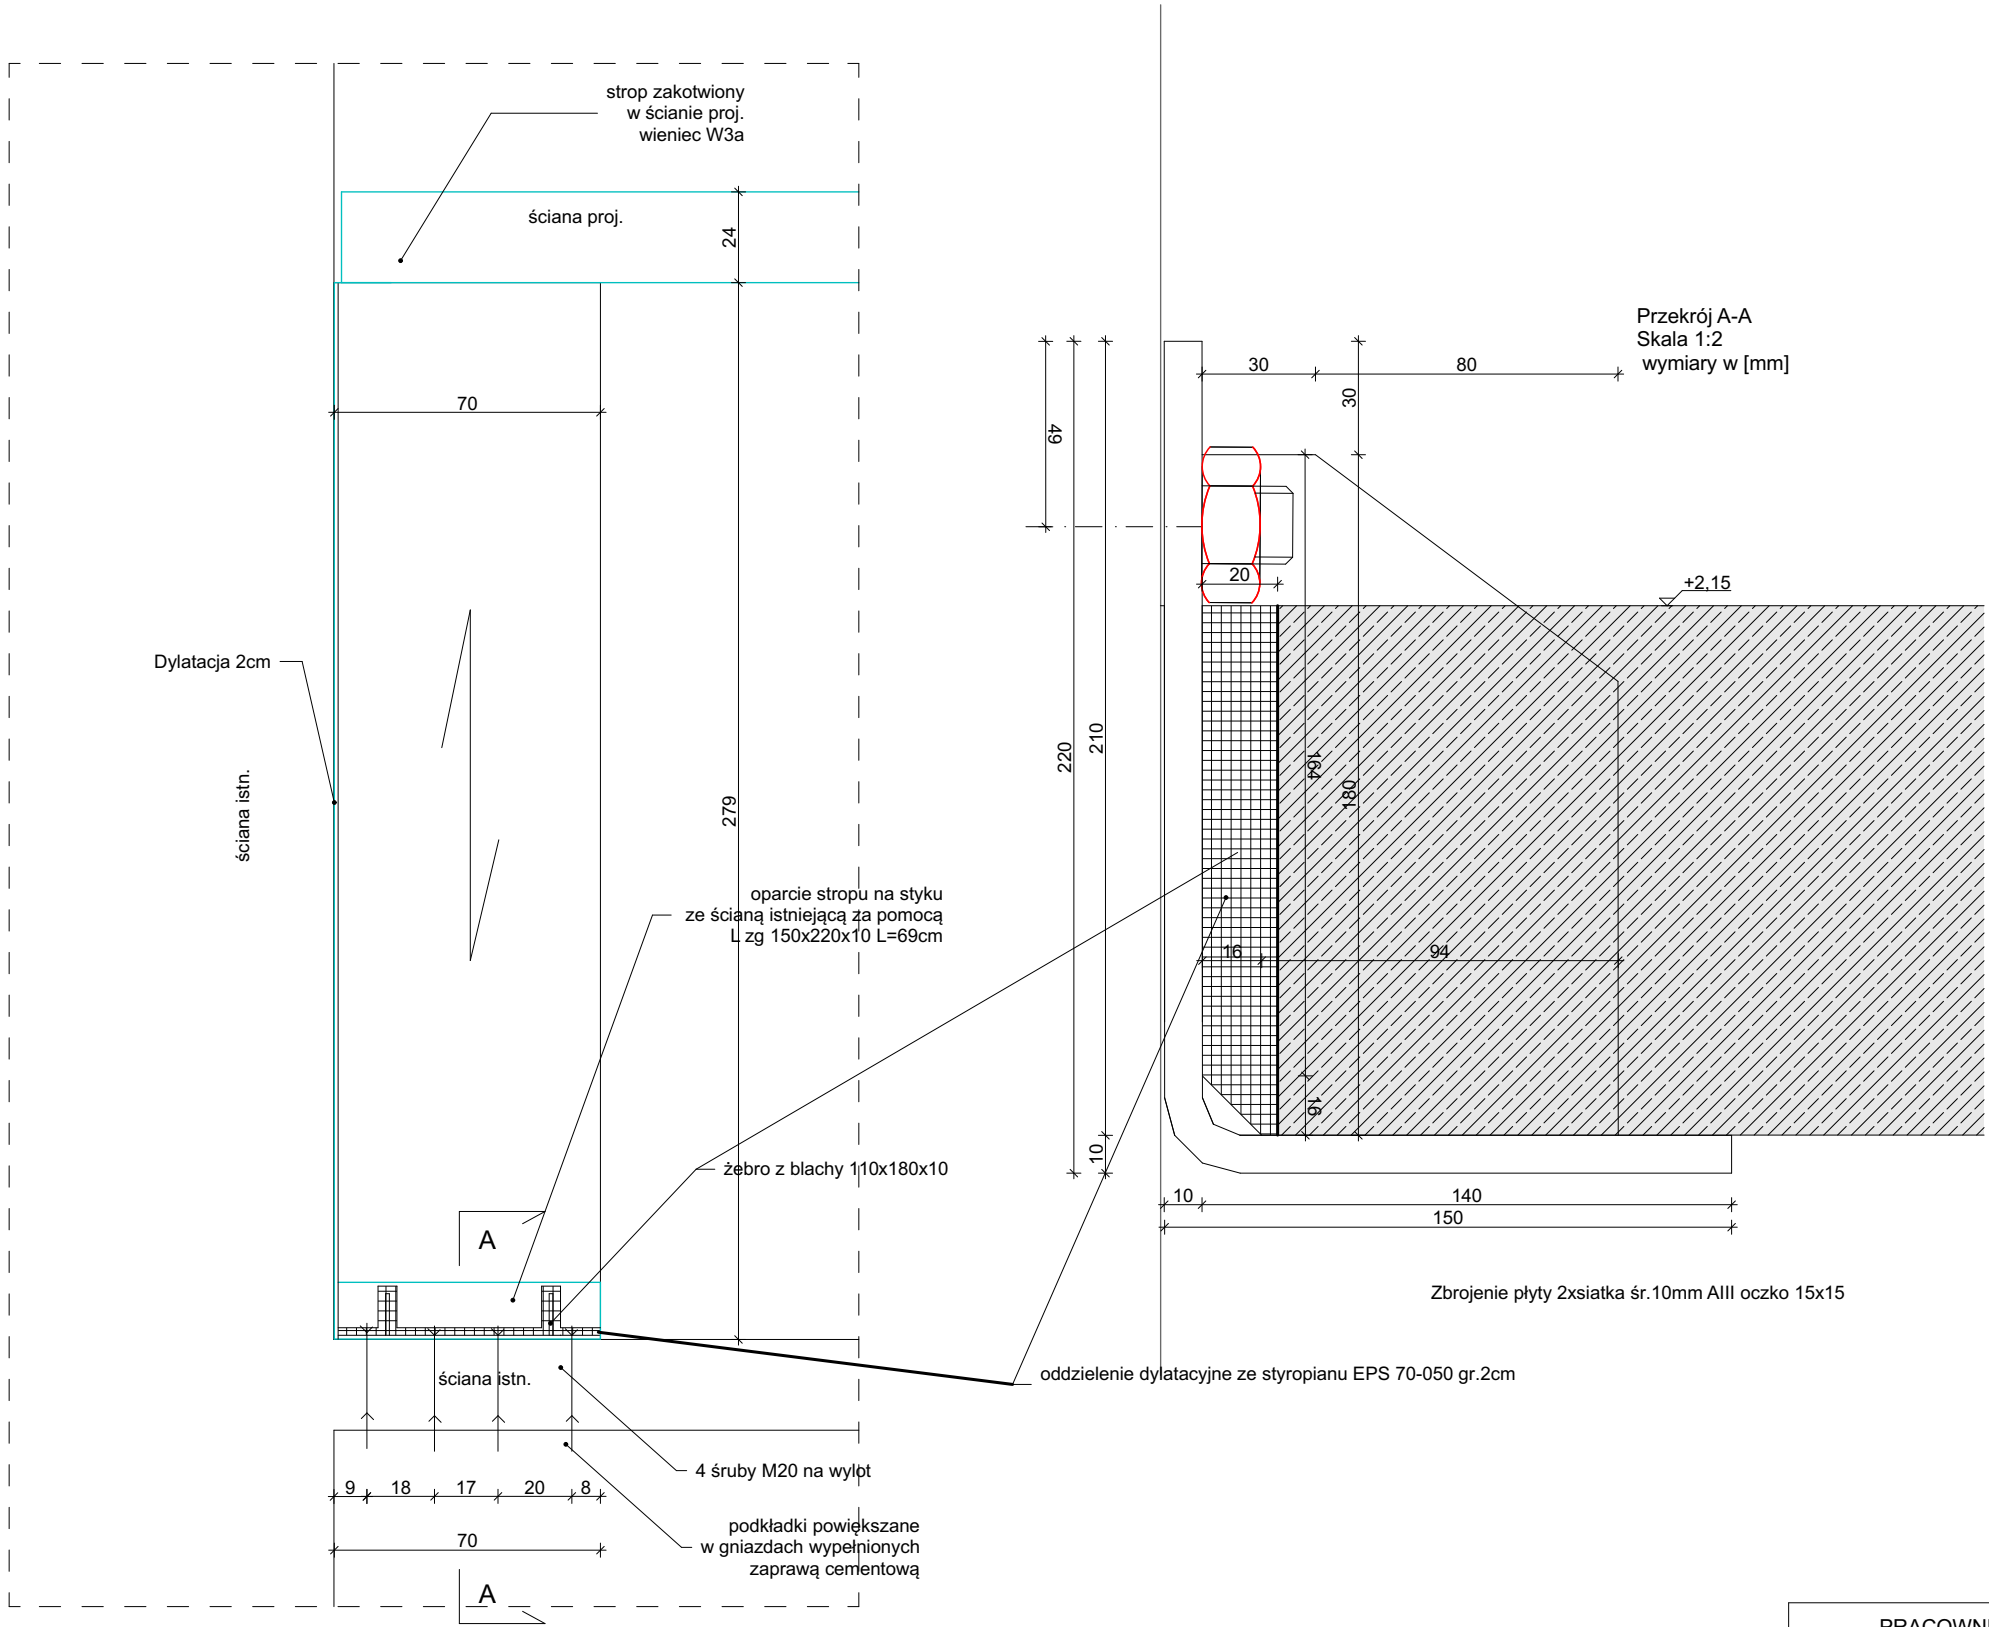 strop zakotwiony
w ścianie proj.
wieniec W3a
ściana proj.
24
70
279
Dylatacja 2cm
ściana istn.
oparcie stropu na styku
ze ścianą istniejącą za pomocą
L zg 150x220x10 L=69cm
żebro z blachy 110x180x10
A
ściana istn.
oddzielenie dylatacyjne ze styropianu EPS 70-050 gr.2cm
4 śruby M20 na wylot
9 18 17 20 8
podkładki powiększane
w gniazdach wypełnionych
zaprawą cementową
70
A
Przekrój A-A
Skala 1:2
wymiary w [mm]
30 80
30
49
20
+2,15
220
210
164
180
16 94
16
10
10 140
150
Zbrojenie płyty 2xsiatka śr.10mm AIII oczko 15x15